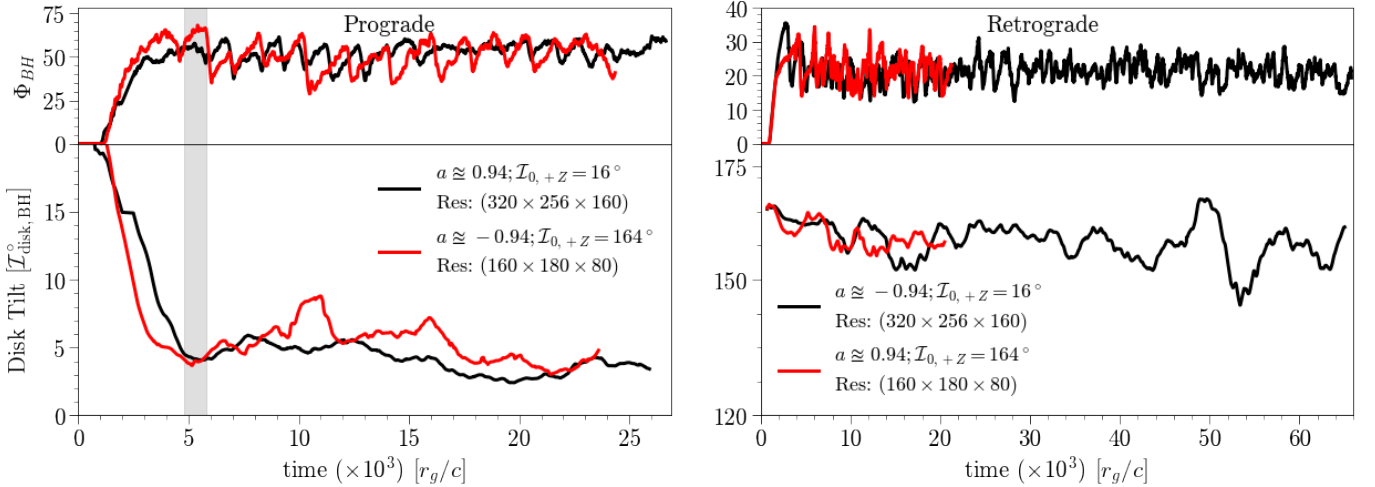 Prograde
Φ_BH
75
50
25
0
Disk Tilt [ℐ°_disk, BH]
15
10
5
0
a ≊ 0.94; ℐ_0, +Z = 16°
Res: (320 × 256 × 160)
a ≊ −0.94; ℐ_0, +Z = 164°
Res: (160 × 180 × 80)
0 5 10 15 20 25
time (×10³) [r_g/c]
Retrograde
40
30
20
10
0
175
150
120
a ≊ −0.94; ℐ_0, +Z = 16°
Res: (320 × 256 × 160)
a ≊ 0.94; ℐ_0, +Z = 164°
Res: (160 × 180 × 80)
0 10 20 30 40 50 60
time (×10³) [r_g/c]